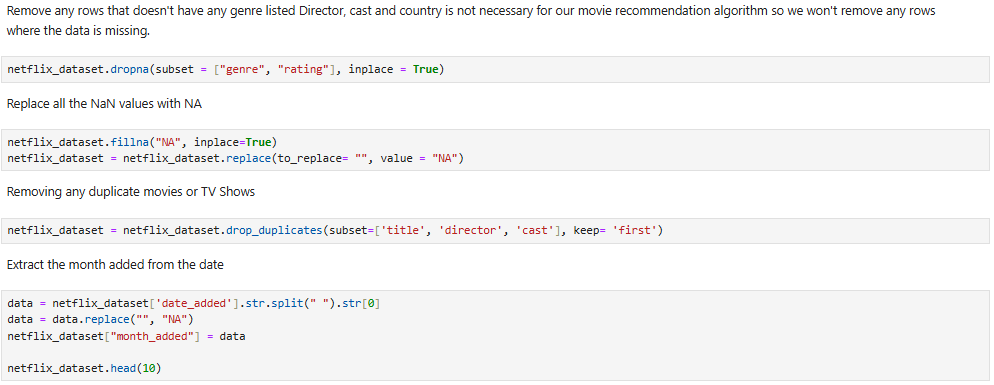 Remove any rows that doesn't have any genre listed Director, cast and country is not necessary for our movie recommendation algorithm so we won't remove any rows
where the data is missing.
netflix_dataset.dropna(subset = ["genre", "rating"], inplace = True)
Replace all the NaN values with NA
netflix_dataset.fillna("NA", inplace=True)
netflix_dataset = netflix_dataset.replace(to_replace= "", value = "NA")
Removing any duplicate movies or TV Shows
netflix_dataset = netflix_dataset.drop_duplicates(subset=['title', 'director', 'cast'], keep= 'first')
Extract the month added from the date
data = netflix_dataset['date_added'].str.split(" ").str[0]
data = data.replace("", "NA")
netflix_dataset["month_added"] = data
netflix_dataset.head(10)